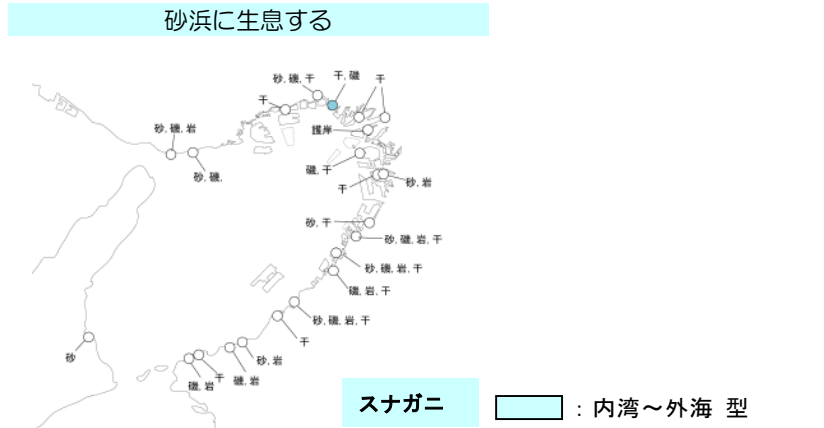 砂浜に生息する
砂, 磯, 干
干, 磯
干
干
砂, 磯, 岩
護岸
砂, 磯,
磯, 干
干
砂, 岩
砂, 干
砂, 磯, 岩, 干
砂, 磯, 岩, 干
磯, 岩, 干
砂, 磯, 岩, 干
干
砂
砂, 岩
磯, 岩
干
磯, 岩
スナガニ
：内湾～外海 型